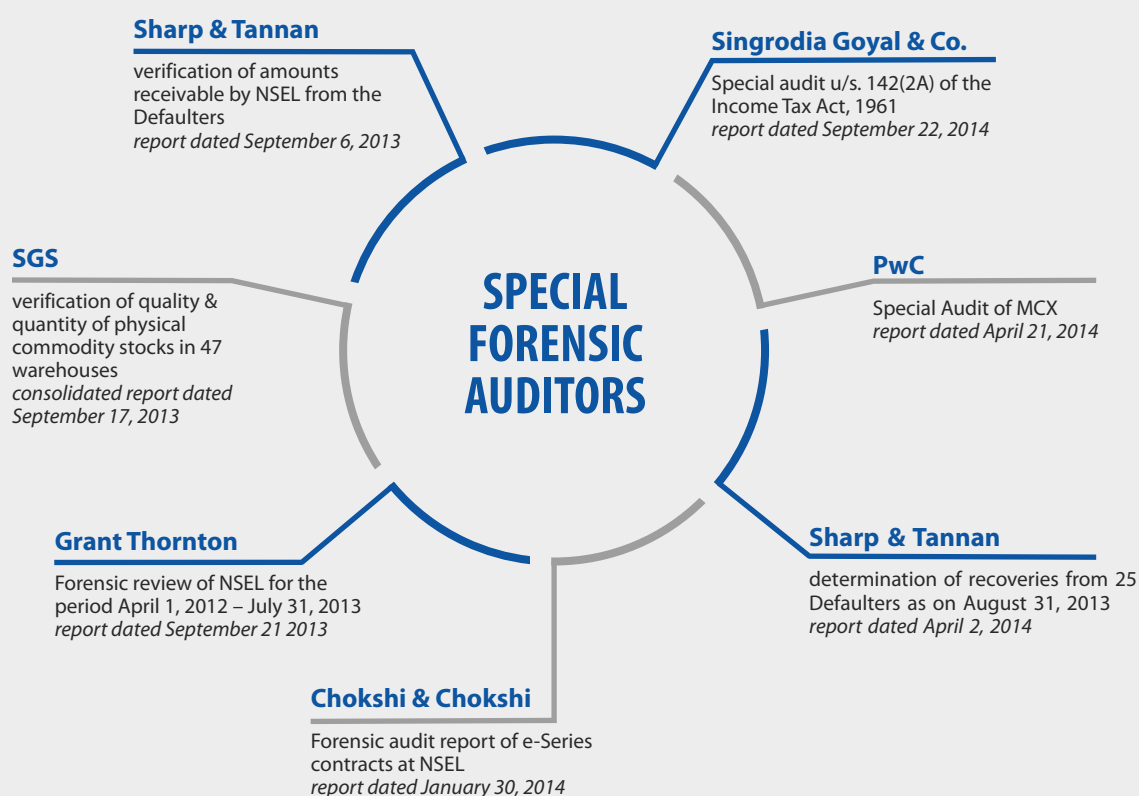 Sharp & Tannan
verification of amounts
receivable by NSEL from the
Defaulters
report dated September 6, 2013
Singrodia Goyal & Co.
Special audit u/s. 142(2A) of the
Income Tax Act, 1961
report dated September 22, 2014
SGS
verification of quality &
quantity of physical
commodity stocks in 47
warehouses
consolidated report dated
September 17, 2013
SPECIAL
FORENSIC
AUDITORS
PwC
Special Audit of MCX
report dated April 21, 2014
Grant Thornton
Forensic review of NSEL for the
period April 1, 2012 – July 31, 2013
report dated September 21 2013
Sharp & Tannan
determination of recoveries from 25
Defaulters as on August 31, 2013
report dated April 2, 2014
Chokshi & Chokshi
Forensic audit report of e-Series
contracts at NSEL
report dated January 30, 2014